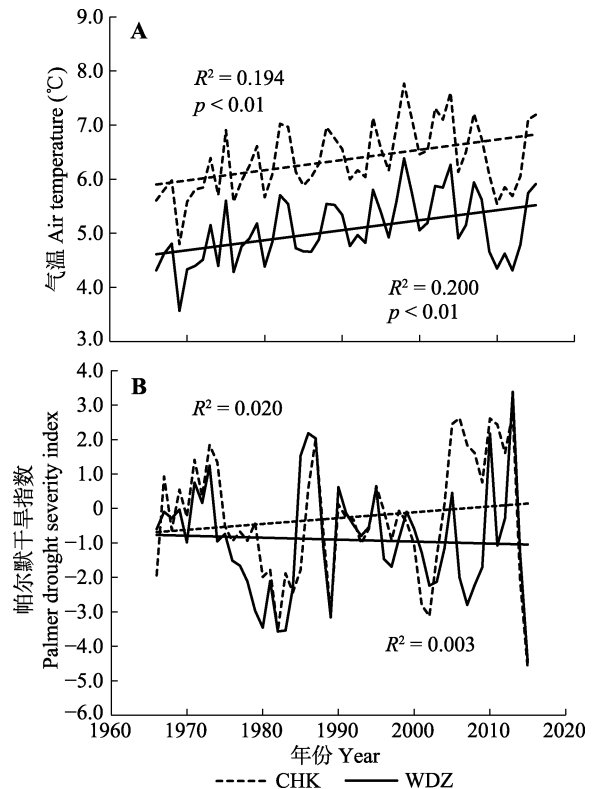 A
R² = 0.194
p < 0.01
R² = 0.200
p < 0.01
气温 Air temperature (℃)
9.0
8.0
7.0
6.0
5.0
4.0
3.0
B
R² = 0.020
R² = 0.003
帕尔默干旱指数
Palmer drought severity index
4.0
3.0
2.0
1.0
0
−1.0
−2.0
−3.0
−4.0
−5.0
−6.0
1960 1970 1980 1990 2000 2010 2020
年份 Year
CHK WDZ